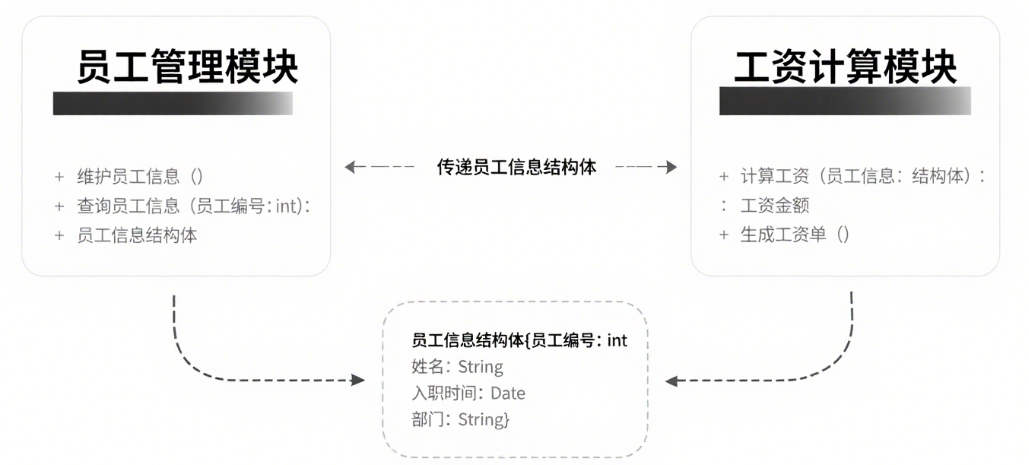 员工管理模块
+ 维护员工信息（）
+ 查询员工信息（员工编号：int）：
+ 员工信息结构体
传递员工信息结构体
工资计算模块
+ 计算工资（员工信息：结构体）：
： 工资金额
+ 生成工资单（）
员工信息结构体{员工编号：int
姓名：String
入职时间：Date
部门：String}